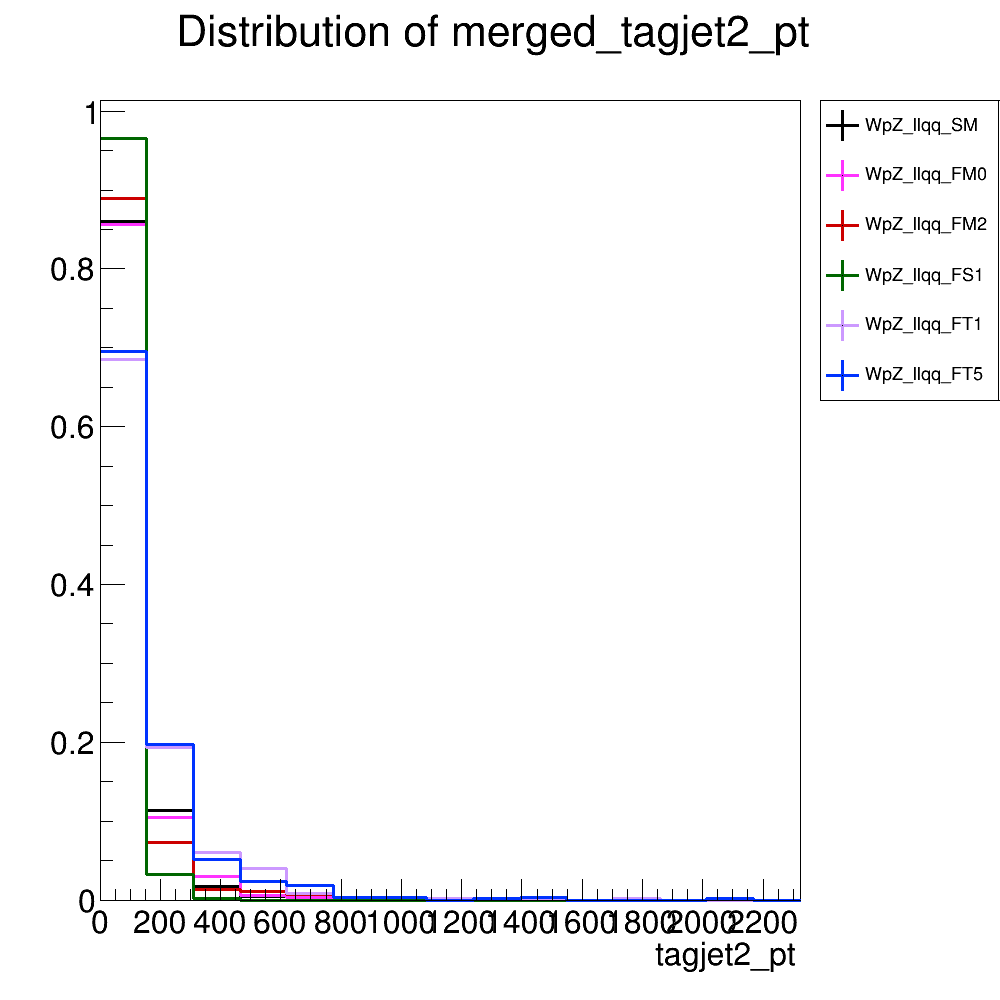 Distribution of merged_tagjet2_pt
1
0.8
0.6
0.4
0.2
0
0 200 400 600 800 1000 1200 1400 1600 1800 2000 2200
tagjet2_pt
WpZ_llqq_SM
WpZ_llqq_FM0
WpZ_llqq_FM2
WpZ_llqq_FS1
WpZ_llqq_FT1
WpZ_llqq_FT5